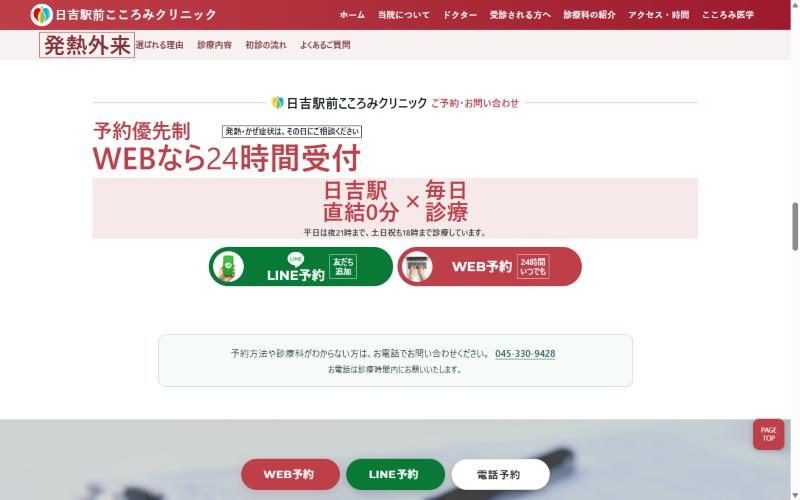 日吉駅前こころみクリニック
ホーム 当院について ドクター 受診される方へ 診療科の紹介 アクセス・時間 こころみ医学
発熱外来 選ばれる理由 診療内容 初診の流れ よくあるご質問
日吉駅前こころみクリニック ご予約・お問い合わせ
予約優先制 発熱・かぜ症状は、その日にご相談ください
WEBなら24時間受付
日吉駅直結0分×毎日診療
平日は夜21時まで、土日祝も18時まで診療しています。
LINE
LINE予約 友だち追加
WEB予約 24時間いつでも
予約方法や診療科がわからない方は、お電話でお問い合わせください。 045-330-9428
お電話は診療時間内にお願いいたします。
PAGE
TOP
WEB予約 LINE予約 電話予約